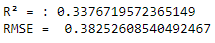 R² = : 0.3376719572365149
RMSE =  0.38252608540492467